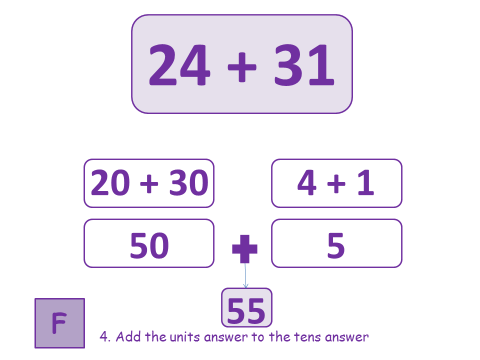 24 + 31
20 + 30
4 + 1
50
+
5
55
F
4. Add the units answer to the tens answer